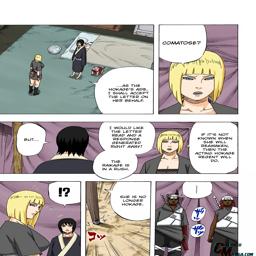 COMATOSE?
...AS THE
HOKAGE'S AIDE,
I SHALL ACCEPT
THE LETTER ON
HER BEHALF.
IF IT'S NOT
KNOWN WHEN
SHE WILL
REAWAKEN,
THEN THE
ACTING HOKAGE
REGENT WILL
DO.
I WOULD LIKE
THE LETTER
READ AND A
RESPONSE
GENERATED
RIGHT AWAY!
THE
RAIKAGE IS
IN A RUSH.
BUT...
!
SHE IS NO
LONGER
HOKAGE.
!?